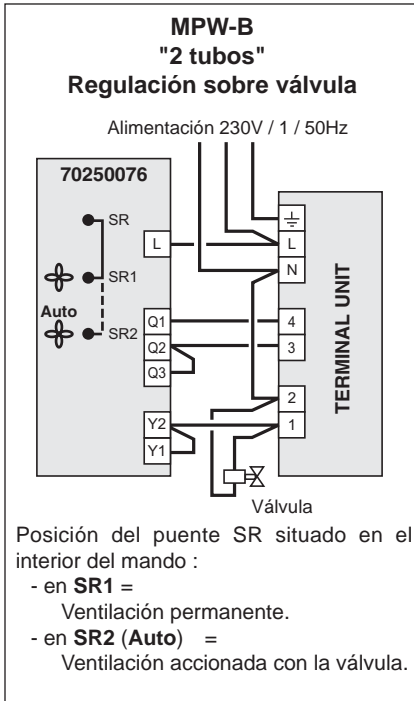 MPW-B
"2 tubos"
Regulación sobre válvula
Alimentación 230V / 1 / 50Hz
70250076
SR
L
SR1
Auto
SR2
Q1
Q2
Q3
Y2
Y1
L
N
4
3
2
1
TERMINAL UNIT
Válvula
Posición del puente SR situado en el
interior del mando :
- en SR1 =
Ventilación permanente.
- en SR2 (Auto) =
Ventilación accionada con la válvula.